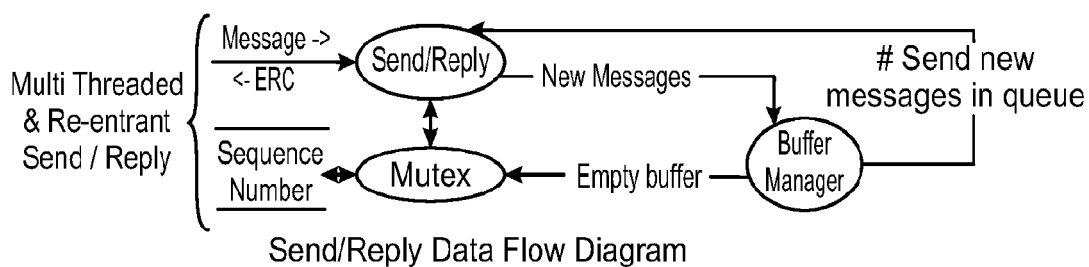 Multi Threaded
& Re-entrant
Send / Reply
Message ->
<- ERC
Sequence
Number
Send/Reply
Mutex
New Messages
Empty buffer
Buffer
Manager
# Send new
messages in queue
Send/Reply Data Flow Diagram